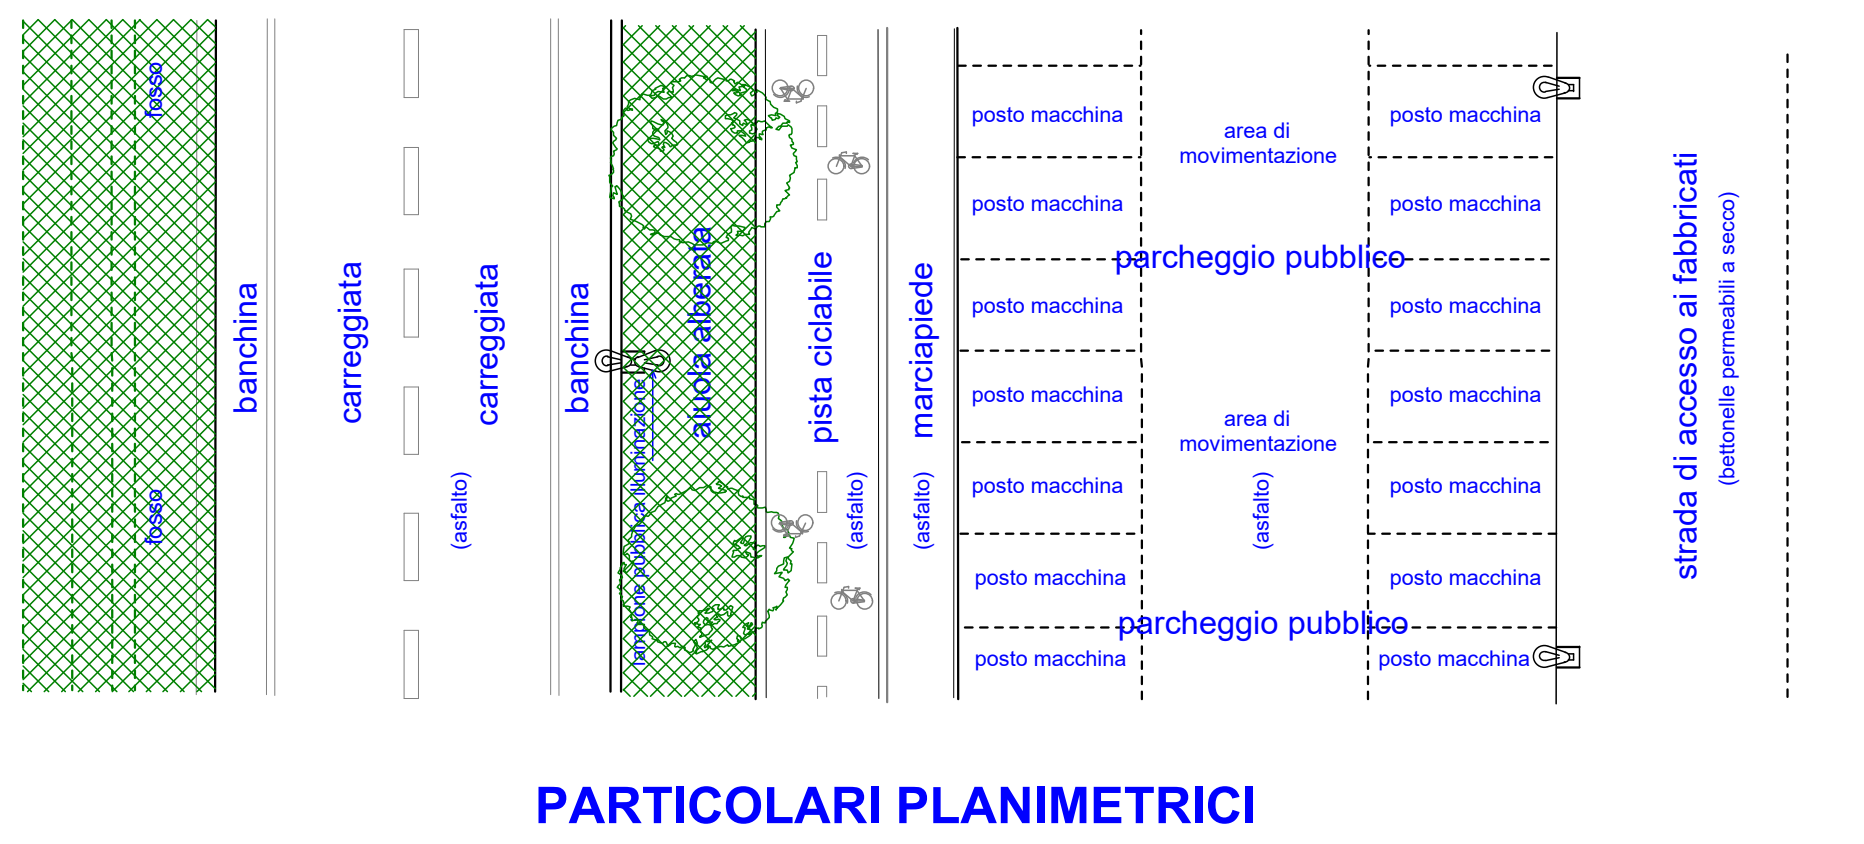 fosso
fosso
banchina
carreggiata
carreggiata
(asfalto)
banchina
lampione pubblica illuminazione
aiuola alberata
pista ciclabile
(asfalto)
marciapiede
(asfalto)
posto macchina
posto macchina
posto macchina
posto macchina
posto macchina
posto macchina
posto macchina
area di
movimentazione
parcheggio pubblico
area di
movimentazione
(asfalto)
parcheggio pubblico
posto macchina
posto macchina
posto macchina
posto macchina
posto macchina
posto macchina
posto macchina
strada di accesso ai fabbricati
(bettonelle permeabili a secco)
PARTICOLARI PLANIMETRICI